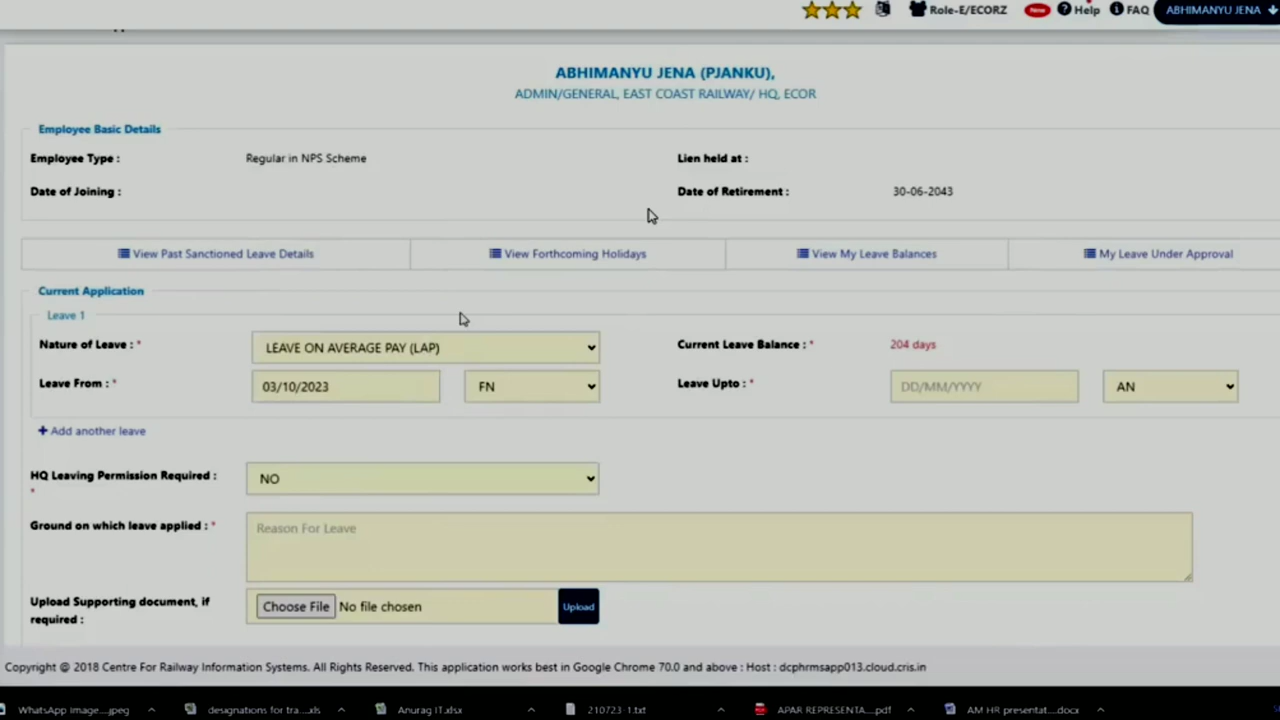 Role-E/ECORZ New Help FAQ ABHIMANYU JENA
ABHIMANYU JENA (PJANKU),
ADMIN/GENERAL, EAST COAST RAILWAY/ HQ, ECOR
Employee Basic Details
Employee Type : Regular in NPS Scheme Lien held at :
Date of Joining : Date of Retirement : 30-06-2043
View Past Sanctioned Leave Details View Forthcoming Holidays View My Leave Balances My Leave Under Approval
Current Application
Leave 1
Nature of Leave : * LEAVE ON AVERAGE PAY (LAP) Current Leave Balance : * 204 days
Leave From : * 03/10/2023 FN Leave Upto : * DD/MM/YYYY AN
+ Add another leave
HQ Leaving Permission Required : NO
*
Ground on which leave applied : * Reason For Leave
Upload Supporting document, if
required : Choose File No file chosen Upload
Copyright @ 2018 Centre For Railway Information Systems. All Rights Reserved. This application works best in Google Chrome 70.0 and above : Host : dcphrmsapp013.cloud.cris.in
WhatsApp Image....jpeg designations for tra....xls Anurag IT.xlsx 210723-1.txt APAR REPRESENTA....pdf AM HR presentat....docx